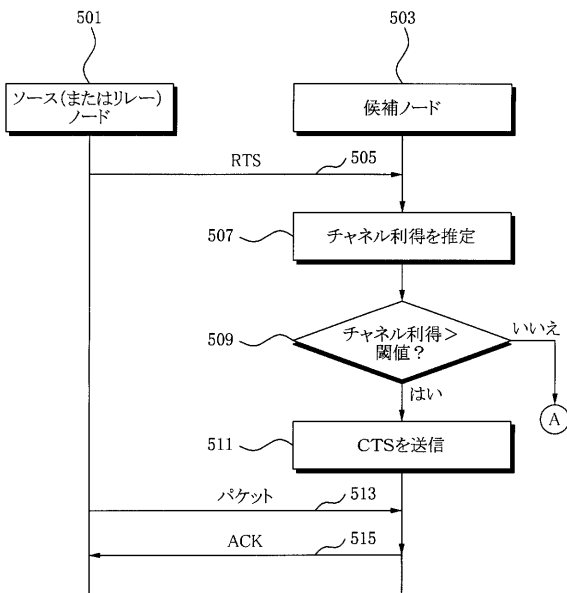 501
503
ソース(またはリレー)
ノード
候補ノード
RTS
505
507
チャネル利得を推定
509
チャネル利得>
閾値?
いいえ
はい
A
511
CTSを送信
パケット
513
ACK
515